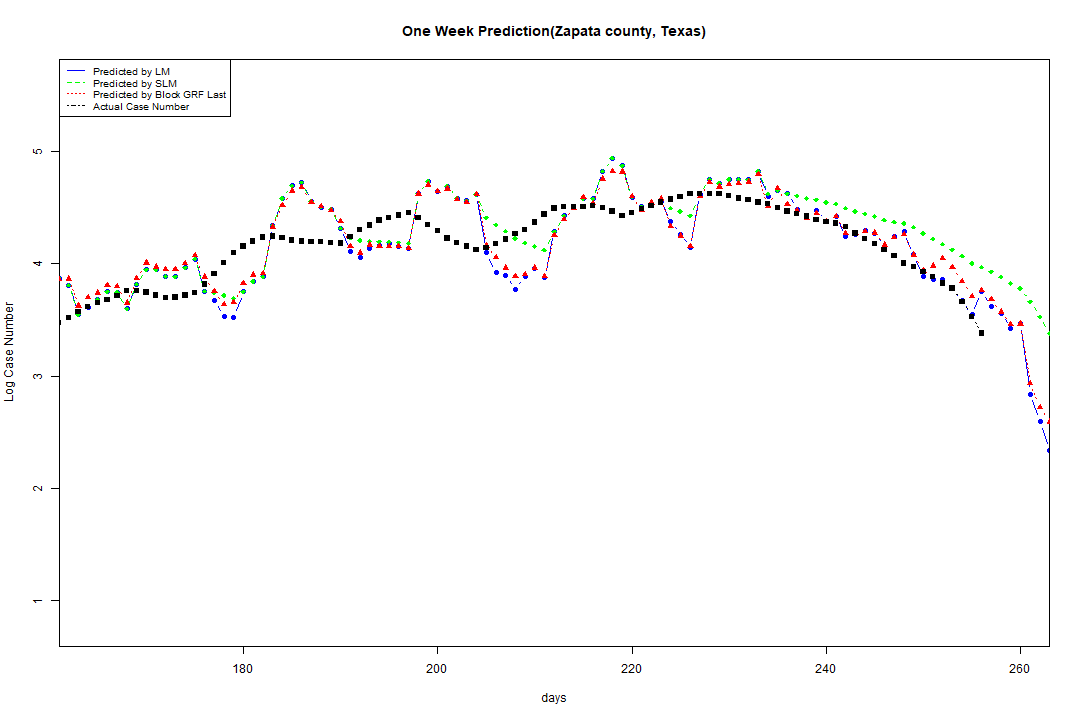 One Week Prediction(Zapata county, Texas)
Predicted by LM
Predicted by SLM
Predicted by Block GRF Last
Actual Case Number
5
4
3
2
1
Log Case Number
180 200 220 240 260
days